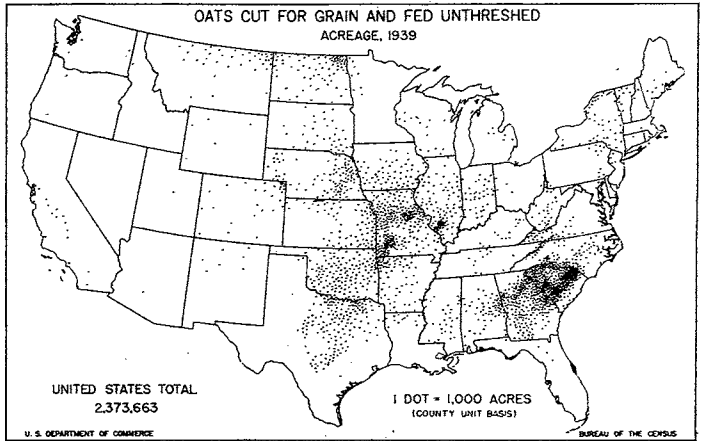 OATS CUT FOR GRAIN AND FED UNTHRESHED
ACREAGE, 1939
UNITED STATES TOTAL
2,373,663
1 DOT = 1,000 ACRES
(COUNTY UNIT BASIS)
U. S. DEPARTMENT OF COMMERCE
BUREAU OF THE CENSUS